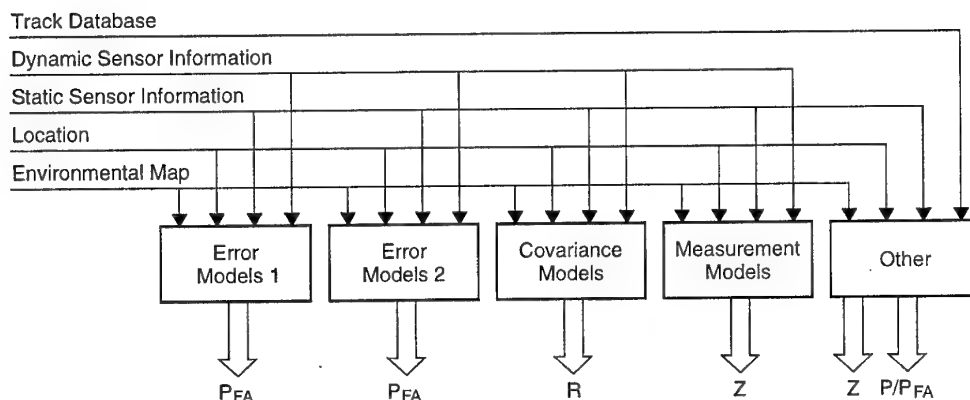 Track Database
Dynamic Sensor Information
Static Sensor Information
Location
Environmental Map
Error
Models 1
Error
Models 2
Covariance
Models
Measurement
Models
Other
PFA
PFA
R
Z
Z
P/PFA